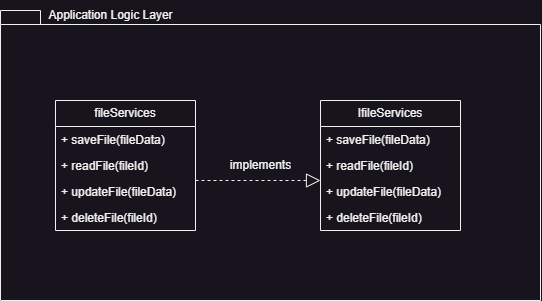 Application Logic Layer
fileServices
+ saveFile(fileData)
+ readFile(fileId)
+ updateFile(fileData)
+ deleteFile(fileId)
implements
IfileServices
+ saveFile(fileData)
+ readFile(fileId)
+ updateFile(fileData)
+ deleteFile(fileId)